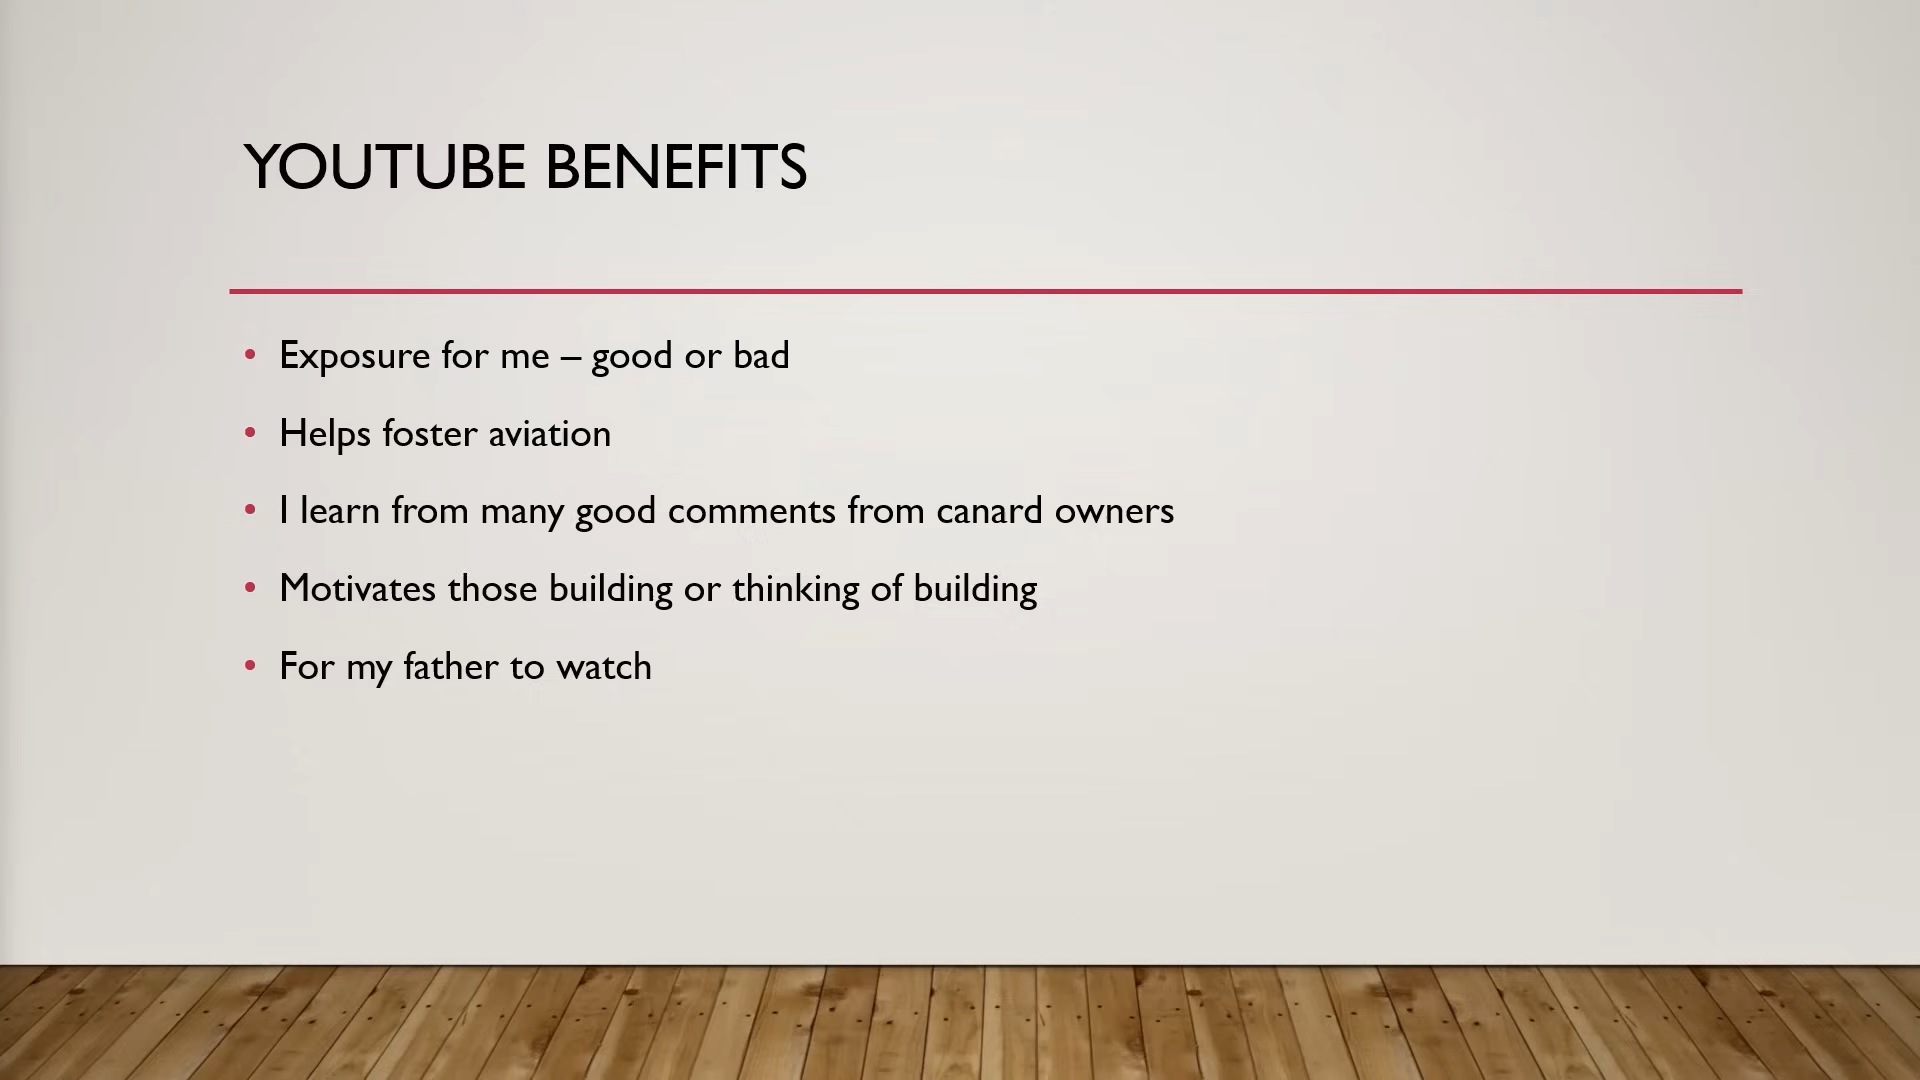 YOUTUBE BENEFITS
• Exposure for me – good or bad
• Helps foster aviation
• I learn from many good comments from canard owners
• Motivates those building or thinking of building
• For my father to watch